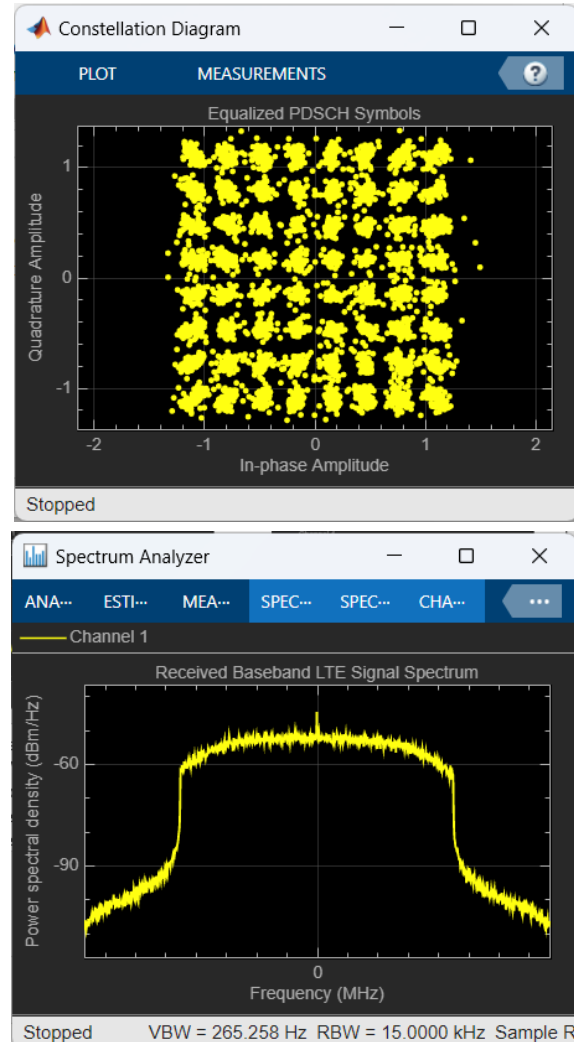 Constellation Diagram
PLOT MEASUREMENTS ?
Equalized PDSCH Symbols
Quadrature Amplitude
1
0
-1
-2 -1 0 1 2
In-phase Amplitude
Stopped
Spectrum Analyzer
ANA... ESTI... MEA... SPEC... SPEC... CHA... ...
Channel 1
Received Baseband LTE Signal Spectrum
Power spectral density (dBm/Hz)
-60
-90
0
Frequency (MHz)
Stopped VBW = 265.258 Hz RBW = 15.0000 kHz Sample R